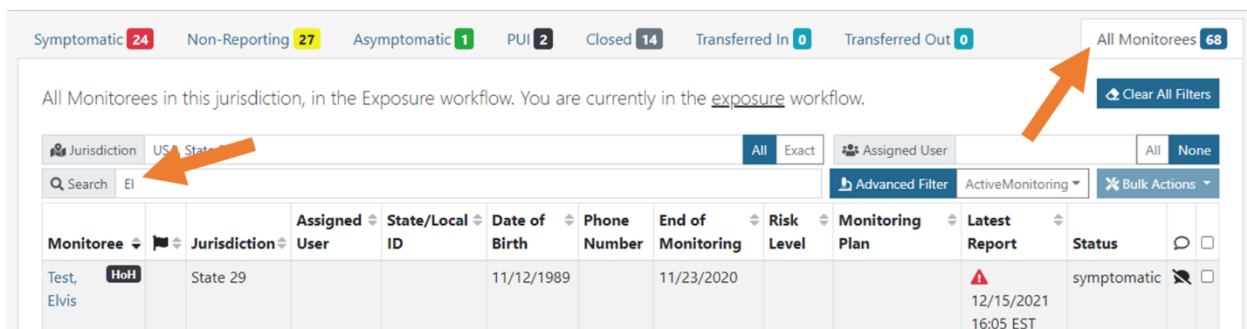 Symptomatic 24 Non-Reporting 27 Asymptomatic 1 PUI 2 Closed 14 Transferred In 0 Transferred Out 0 All Monitorees 68
All Monitorees in this jurisdiction, in the Exposure workflow. You are currently in the exposure workflow. Clear All Filters
Jurisdiction USA, State All Exact Assigned User All None
Search El Advanced Filter ActiveMonitoring Bulk Actions
Assigned State/Local Date of Phone End of Risk Monitoring Latest
Monitoree Jurisdiction User ID Birth Number Monitoring Level Plan Report Status
Test, HoH State 29 11/12/1989 11/23/2020 symptomatic
Elvis 12/15/2021
16:05 EST